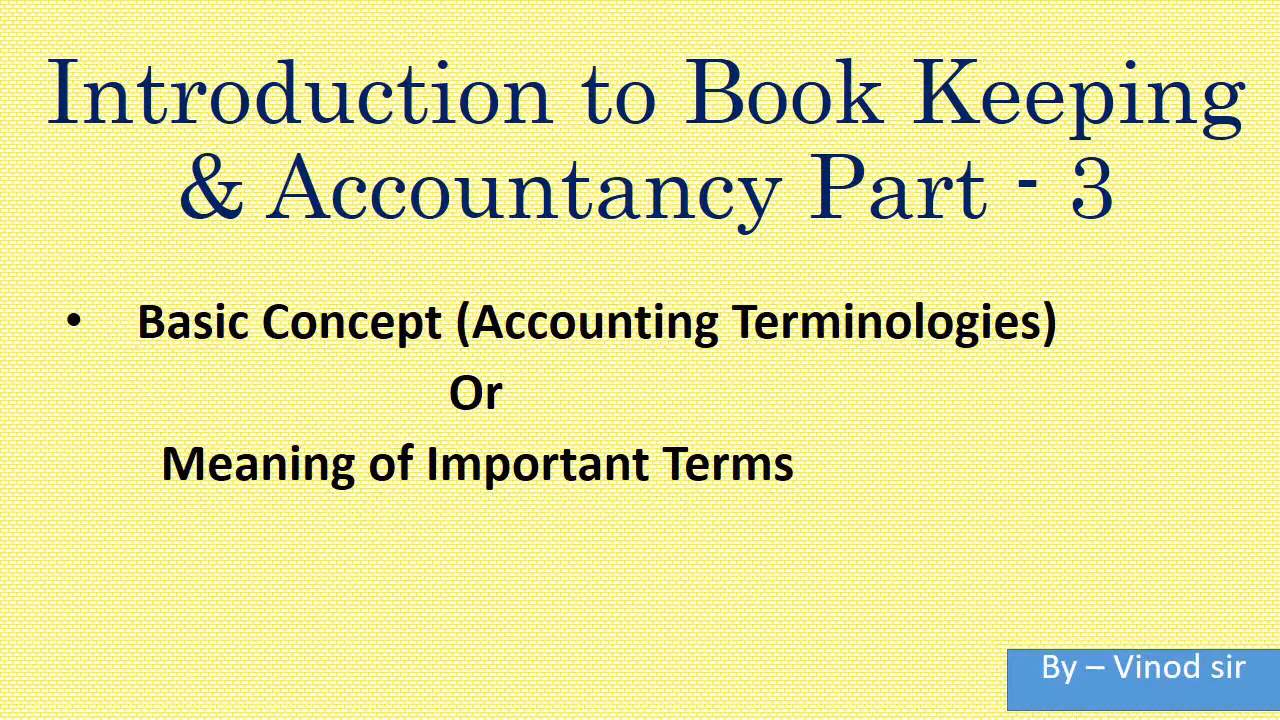 Introduction to Book Keeping
& Accountancy Part - 3
• Basic Concept (Accounting Terminologies)
Or
Meaning of Important Terms
By – Vinod sir